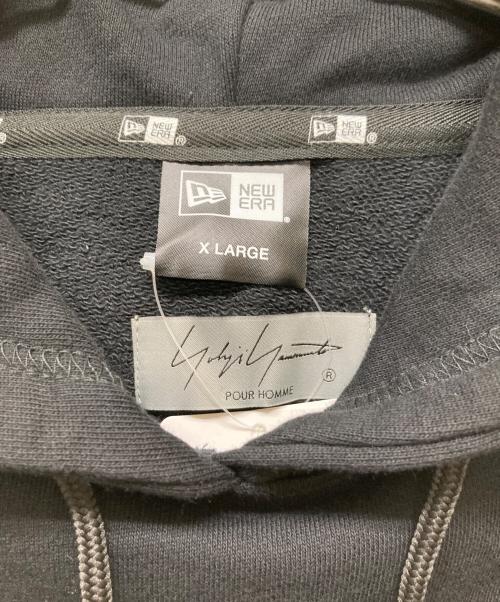 NEW
ERA
®
NEW
ERA
®
NEW
ERA
®
X LARGE
Yohji Yamamoto
®
POUR HOMME